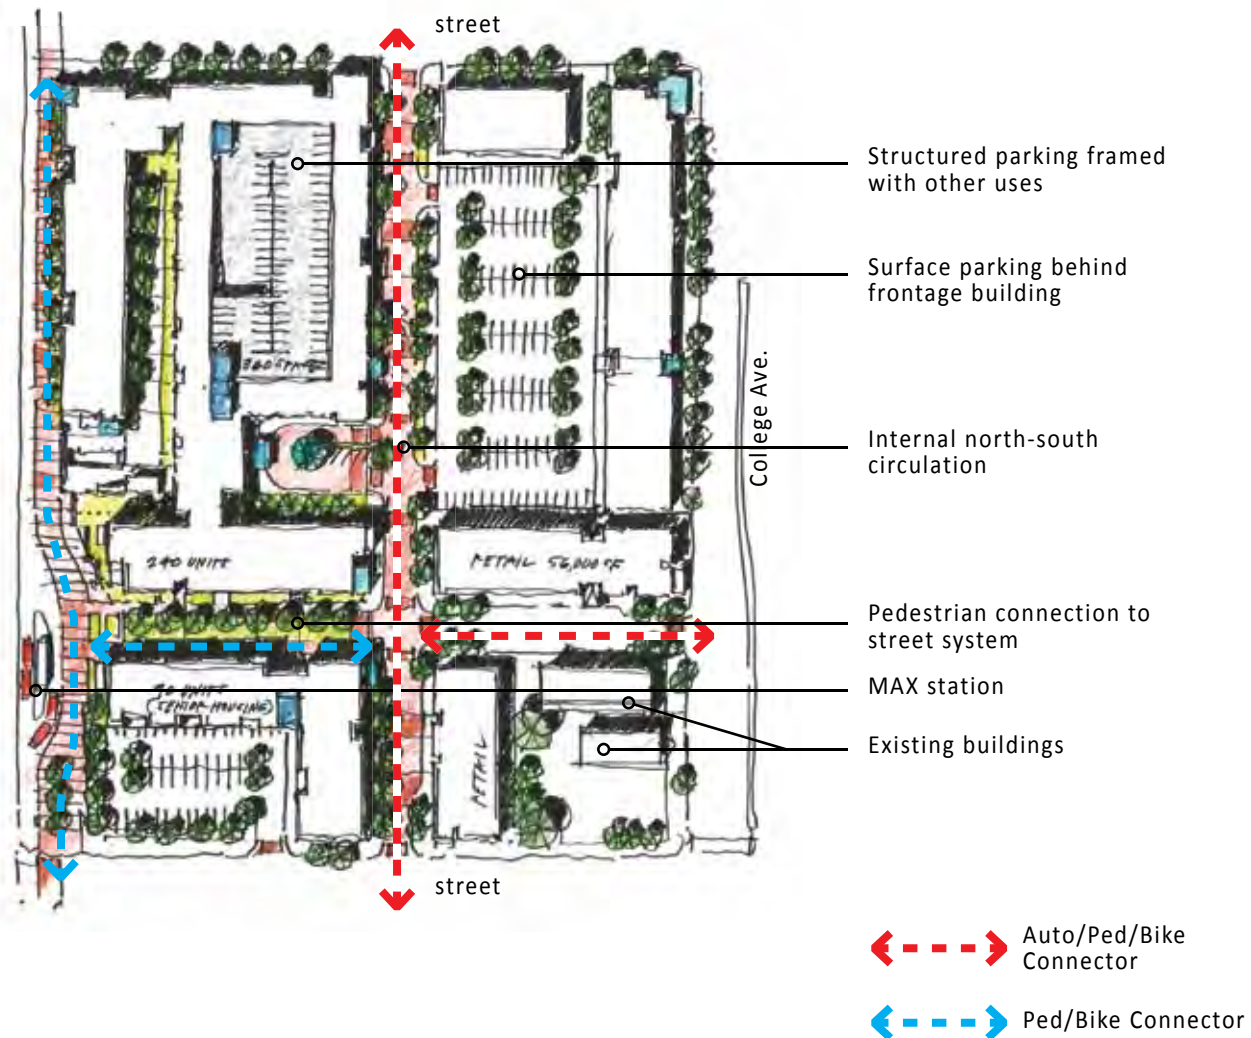 street
Structured parking framed
with other uses
Surface parking behind
frontage building
College Ave.
Internal north-south
circulation
240 UNITS
RETAIL 56,000 SF
Pedestrian connection to
street system
MAX station
(SENIOR HOUSING)
RETAIL
Existing buildings
street
Auto/Ped/Bike
Connector
Ped/Bike Connector